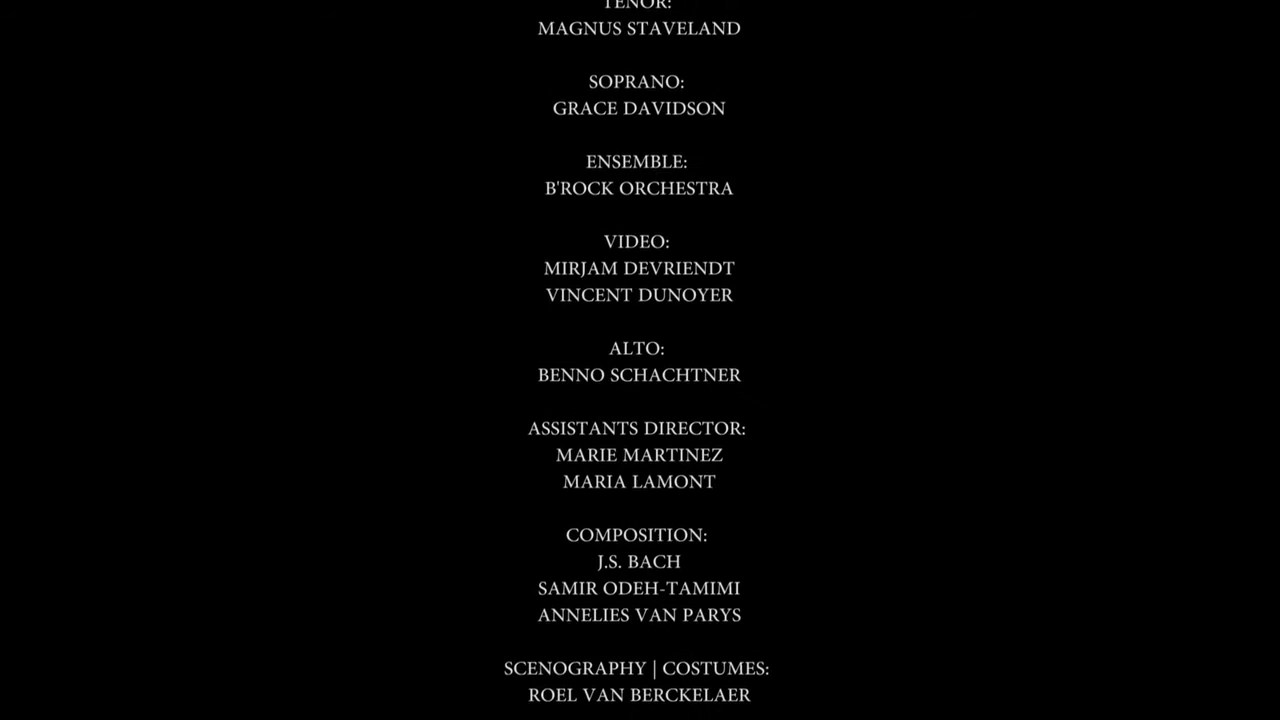 TENOR:
MAGNUS STAVELAND
SOPRANO:
GRACE DAVIDSON
ENSEMBLE:
B'ROCK ORCHESTRA
VIDEO:
MIRJAM DEVRIENDT
VINCENT DUNOYER
ALTO:
BENNO SCHACHTNER
ASSISTANTS DIRECTOR:
MARIE MARTINEZ
MARIA LAMONT
COMPOSITION:
J.S. BACH
SAMIR ODEH-TAMIMI
ANNELIES VAN PARYS
SCENOGRAPHY | COSTUMES:
ROEL VAN BERCKELAER